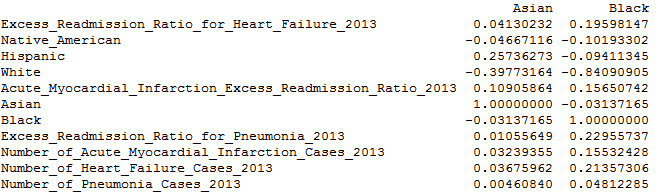 Asian Black
Excess_Readmission_Ratio_for_Heart_Failure_2013 0.04130232 0.19598147
Native_American -0.04667116 -0.10193302
Hispanic 0.25736273 -0.09411345
White -0.39773164 -0.84090905
Acute_Myocardial_Infarction_Excess_Readmission_Ratio_2013 0.10905864 0.15650742
Asian 1.00000000 -0.03137165
Black -0.03137165 1.00000000
Excess_Readmission_Ratio_for_Pneumonia_2013 0.01055649 0.22955737
Number_of_Acute_Myocardial_Infarction_Cases_2013 0.03239355 0.15532428
Number_of_Heart_Failure_Cases_2013 0.03675962 0.21357306
Number_of_Pneumonia_Cases_2013 0.00460840 0.04812285